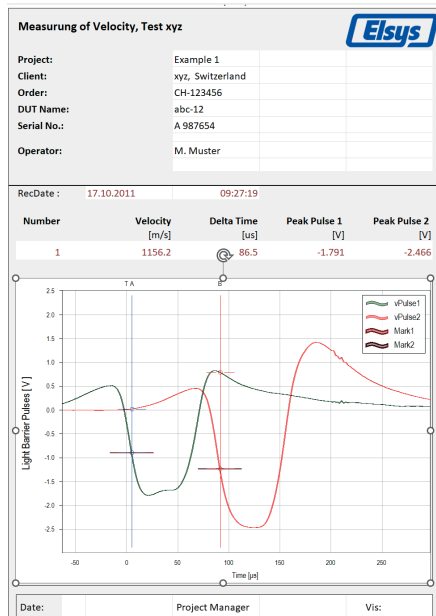 Measurung of Velocity, Test xyz
Elsys
Project: Example 1
Client: xyz, Switzerland
Order: CH-123456
DUT Name: abc-12
Serial No.: A 987654
Operator: M. Muster
RecDate : 17.10.2011 09:27:19
Number Velocity Delta Time Peak Pulse 1 Peak Pulse 2
[m/s] [us] [V] [V]
1 1156.2 86.5 -1.791 -2.466
T A B
2.5
2.0
1.5
1.0
0.5
0.0
-0.5
-1.0
-1.5
-2.0
-2.5
Light Barrier Pulses [ V ]
vPulse1
vPulse2
Mark1
Mark2
-50 0 50 100 150 200 250
Time [µs]
Date: Project Manager Vis: